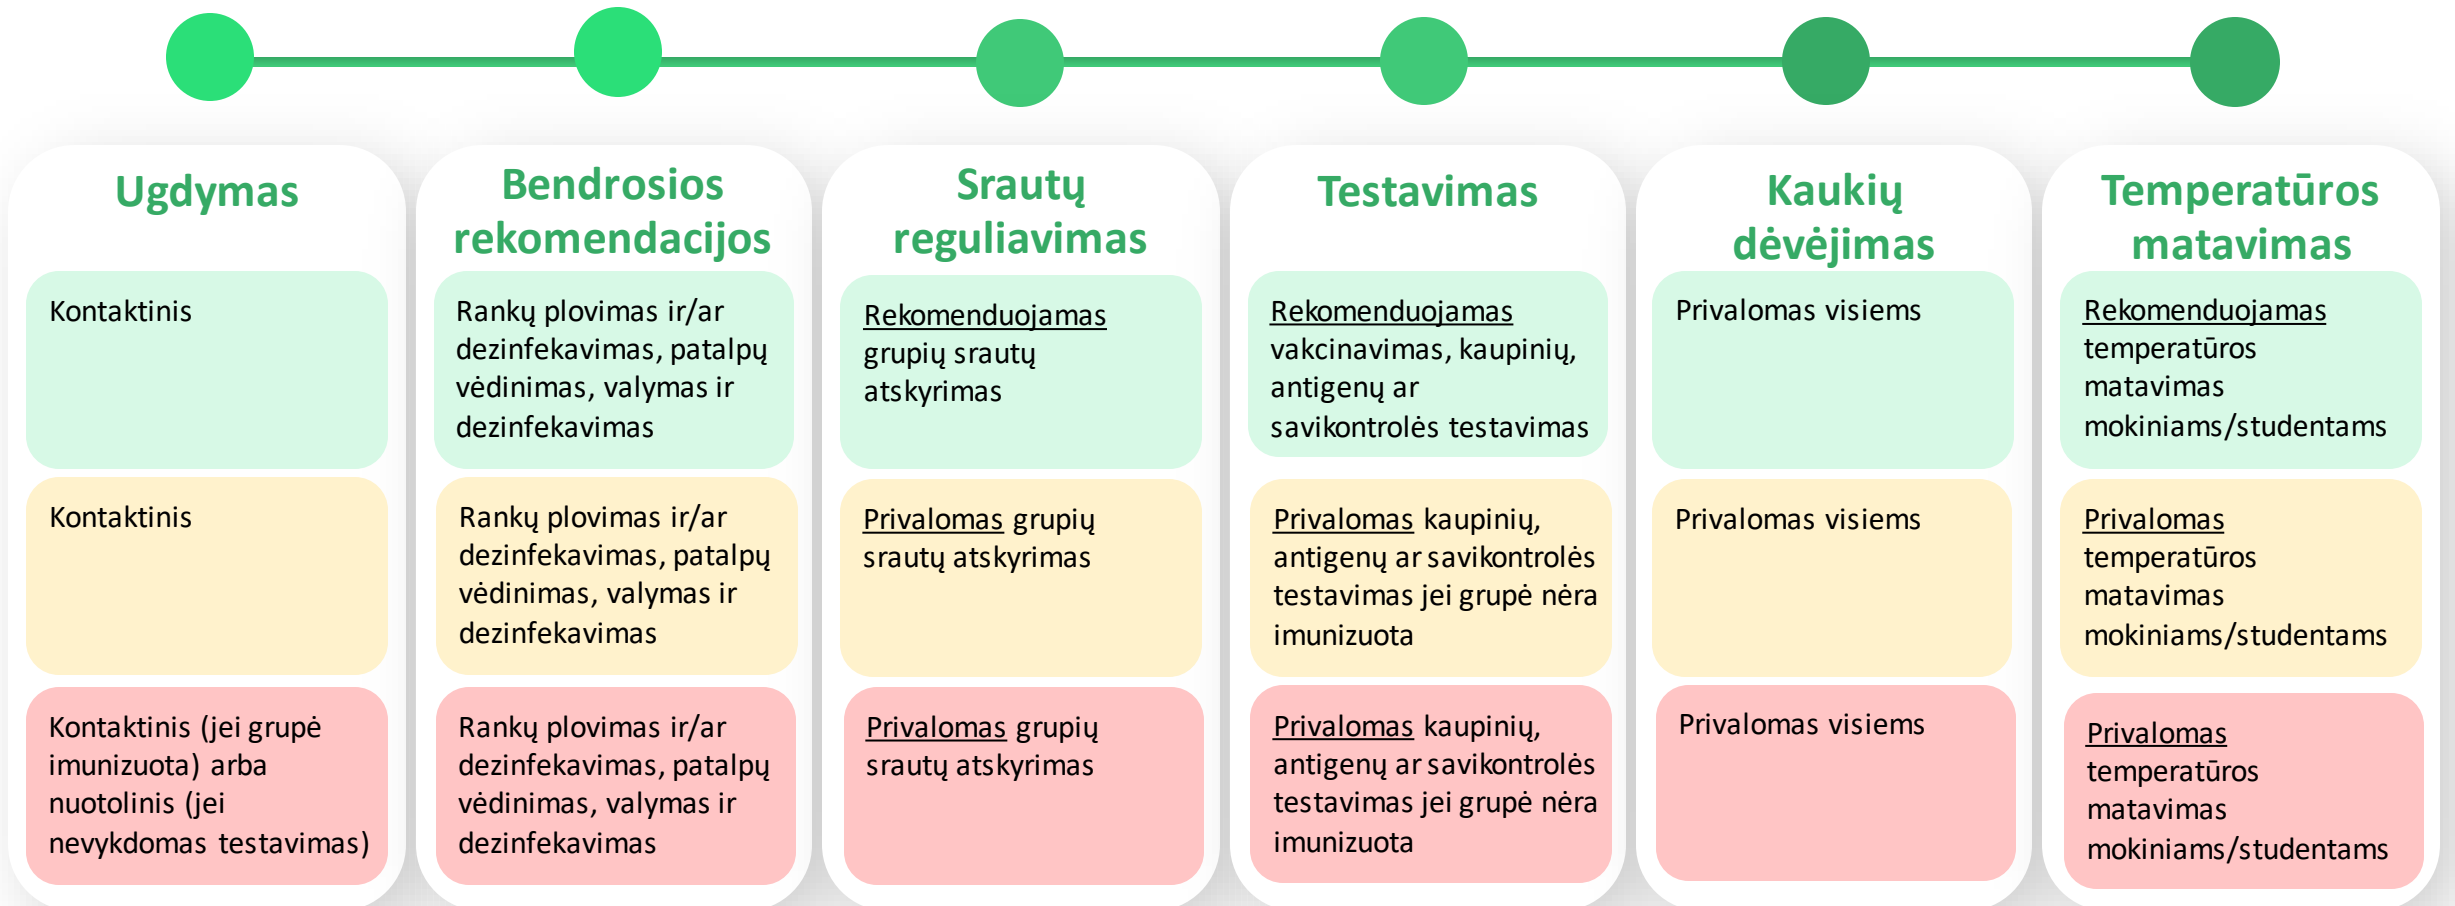 Ugdymas
Kontaktinis
Kontaktinis
Kontaktinis (jei grupė
imunizuota) arba
nuotolinis (jei
nevykdomas testavimas)
Bendrosios
rekomendacijos
Rankų plovimas ir/ar
dezinfekavimas, patalpų
vėdinimas, valymas ir
dezinfekavimas
Rankų plovimas ir/ar
dezinfekavimas, patalpų
vėdinimas, valymas ir
dezinfekavimas
Rankų plovimas ir/ar
dezinfekavimas, patalpų
vėdinimas, valymas ir
dezinfekavimas
Srautų
reguliavimas
Rekomenduojamas
grupių srautų
atskyrimas
Privalomas grupių
srautų atskyrimas
Privalomas grupių
srautų atskyrimas
Testavimas
Rekomenduojamas
vakcinavimas, kaupinių,
antigenų ar
savikontrolės testavimas
Privalomas kaupinių,
antigenų ar savikontrolės
testavimas jei grupė nėra
imunizuota
Privalomas kaupinių,
antigenų ar savikontrolės
testavimas jei grupė nėra
imunizuota
Kaukių
dėvėjimas
Privalomas visiems
Privalomas visiems
Privalomas visiems
Temperatūros
matavimas
Rekomenduojamas
temperatūros
matavimas
mokiniams/studentams
Privalomas
temperatūros
matavimas
mokiniams/studentams
Privalomas
temperatūros
matavimas
mokiniams/studentams